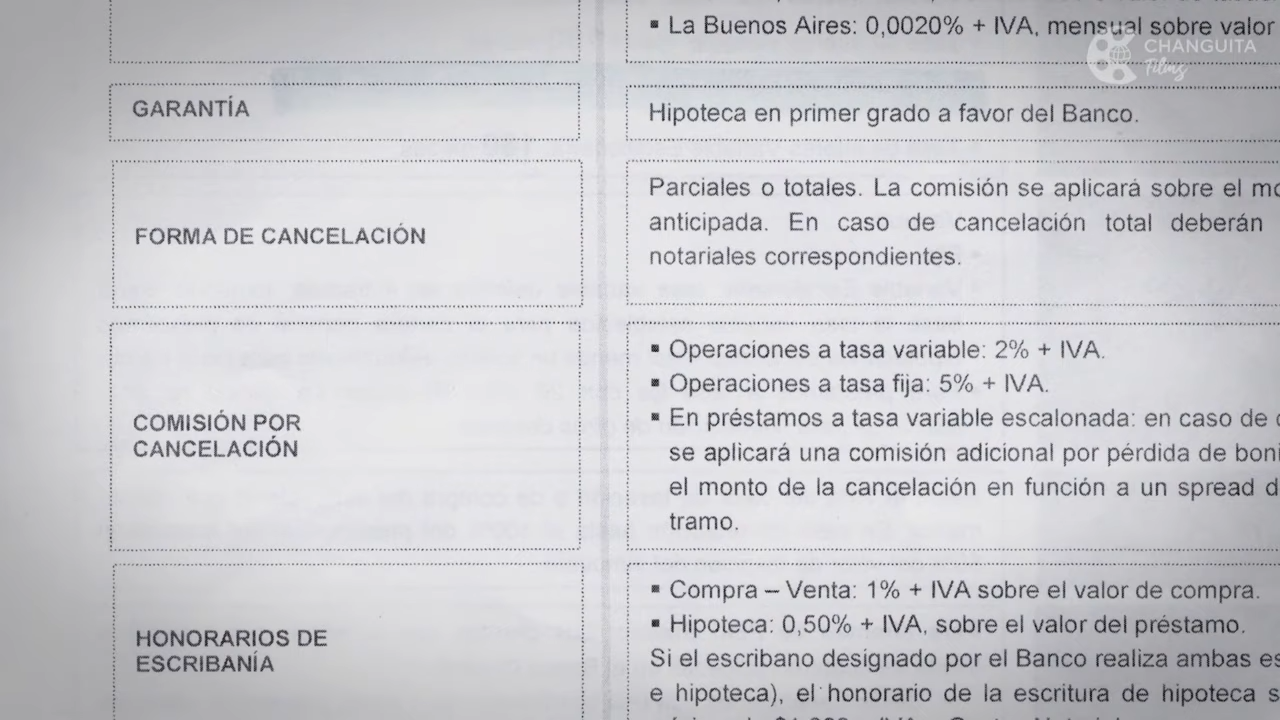 ▪ La Buenos Aires: 0,0020% + IVA, mensual sobre valor
CHANGUITA
Films
GARANTÍA
Hipoteca en primer grado a favor del Banco.
FORMA DE CANCELACIÓN
Parciales o totales. La comisión se aplicará sobre el mo
anticipada. En caso de cancelación total deberán
notariales correspondientes.
COMISIÓN POR
CANCELACIÓN
▪ Operaciones a tasa variable: 2% + IVA.
▪ Operaciones a tasa fija: 5% + IVA.
▪ En préstamos a tasa variable escalonada: en caso de
se aplicará una comisión adicional por pérdida de boni
el monto de la cancelación en función a un spread d
tramo.
HONORARIOS DE
ESCRIBANÍA
▪ Compra – Venta: 1% + IVA sobre el valor de compra.
▪ Hipoteca: 0,50% + IVA, sobre el valor del préstamo.
Si el escribano designado por el Banco realiza ambas es
e hipoteca), el honorario de la escritura de hipoteca s